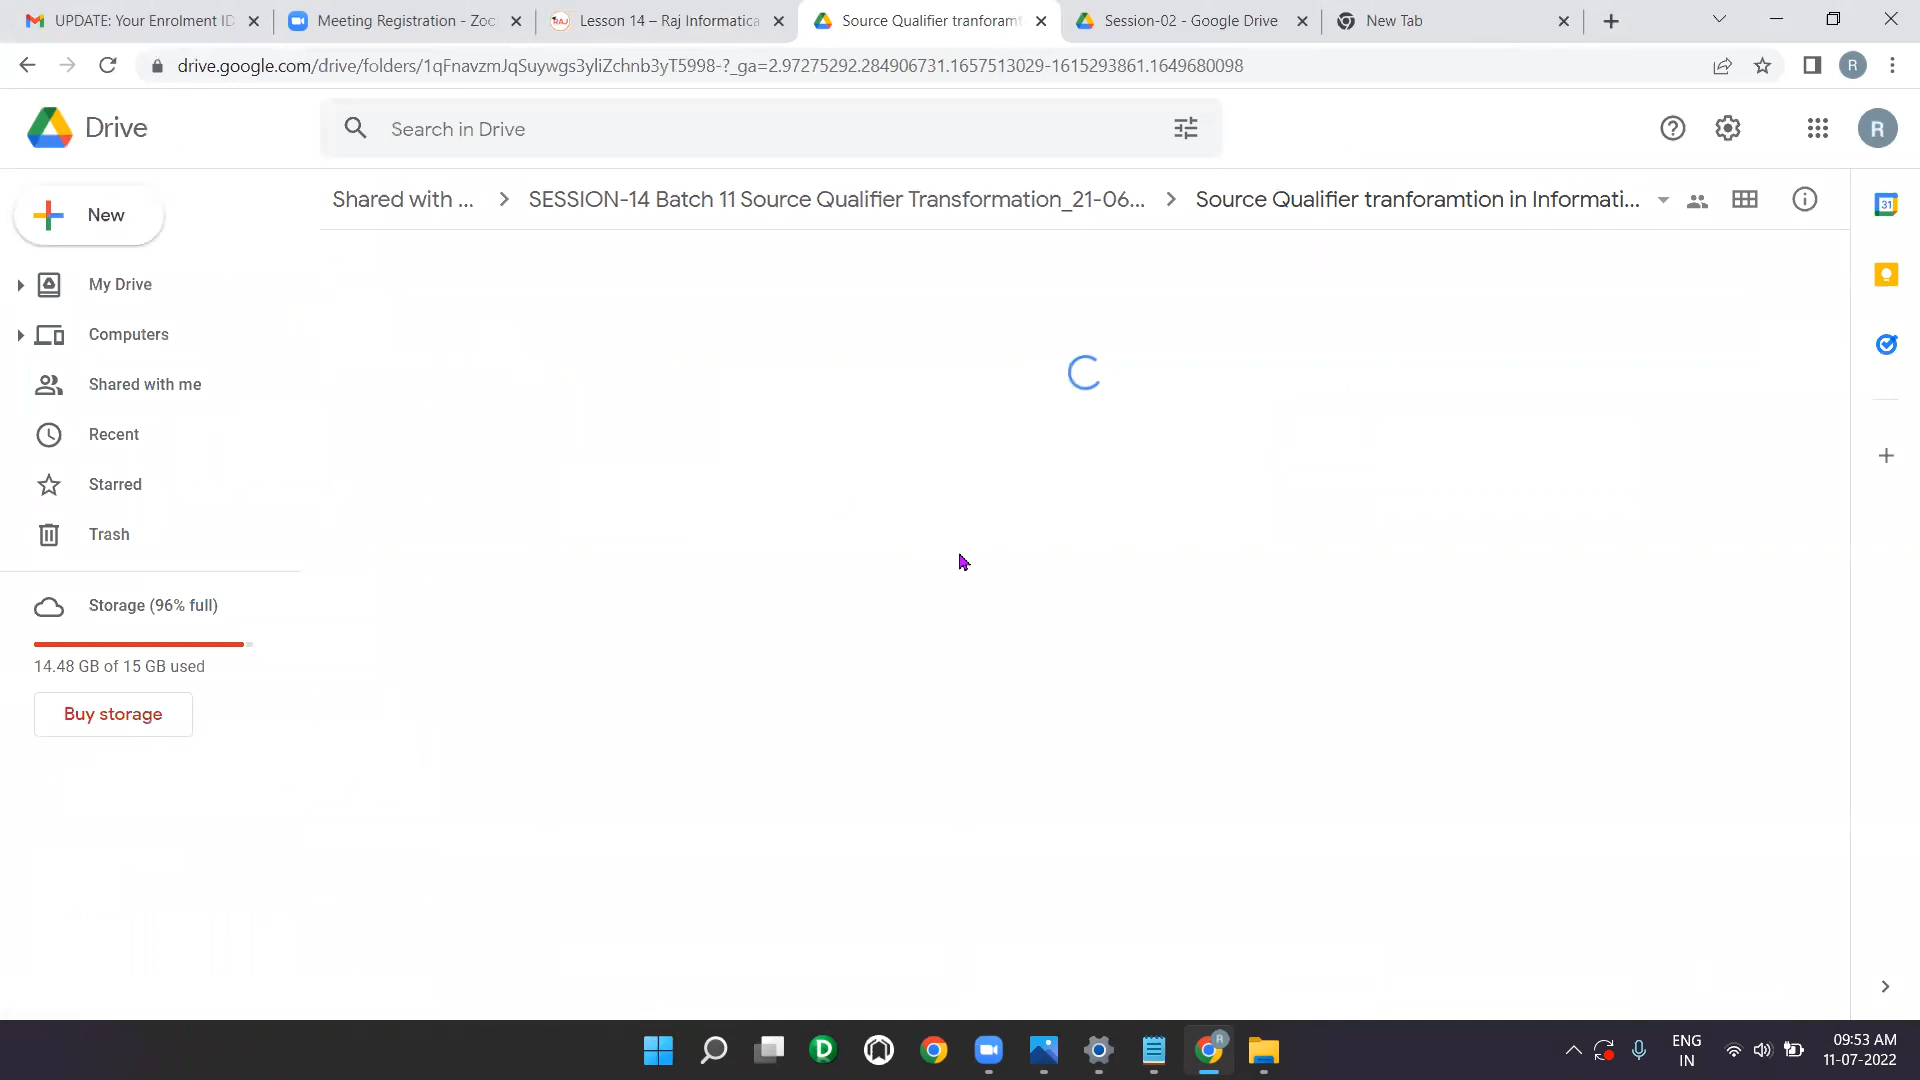 UPDATE: Your Enrolment ID
Meeting Registration - Zoo
Lesson 14 – Raj Informatica
Source Qualifier tranforamt
Session-02 - Google Drive
New Tab
drive.google.com/drive/folders/1qFnavzmJqSuywgs3yliZchnb3yT5998-?_ga=2.97275292.284906731.1657513029-1615293861.1649680098
R
Drive
Search in Drive
R
New
Shared with ...
SESSION-14 Batch 11 Source Qualifier Transformation_21-06...
Source Qualifier tranforamtion in Informati...
31
My Drive
Computers
Shared with me
Recent
Starred
Trash
Storage (96% full)
14.48 GB of 15 GB used
Buy storage
D
R
ENG
IN
09:53 AM
11-07-2022